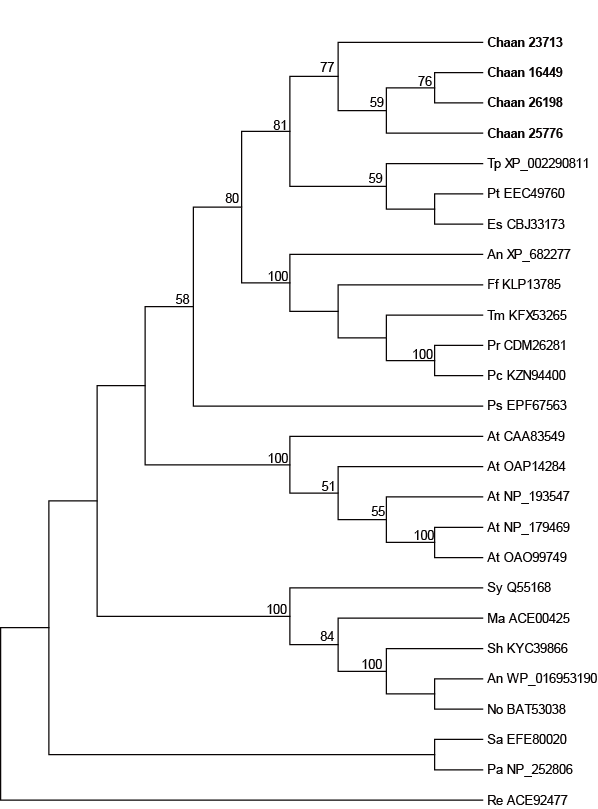 Chaan 23713
77
Chaan 16449
76
Chaan 26198
59
81
Chaan 25776
Tp XP_002290811
59
Pt EEC49760
80
Es CBJ33173
An XP_682277
100
Ff KLP13785
58
Tm KFX53265
Pr CDM26281
100
Pc KZN94400
Ps EPF67563
At CAA83549
100
At OAP14284
51
At NP_193547
55
At NP_179469
100
At OAO99749
Sy Q55168
100
Ma ACE00425
84
Sh KYC39866
100
An WP_016953190
No BAT53038
Sa EFE80020
Pa NP_252806
Re ACE92477